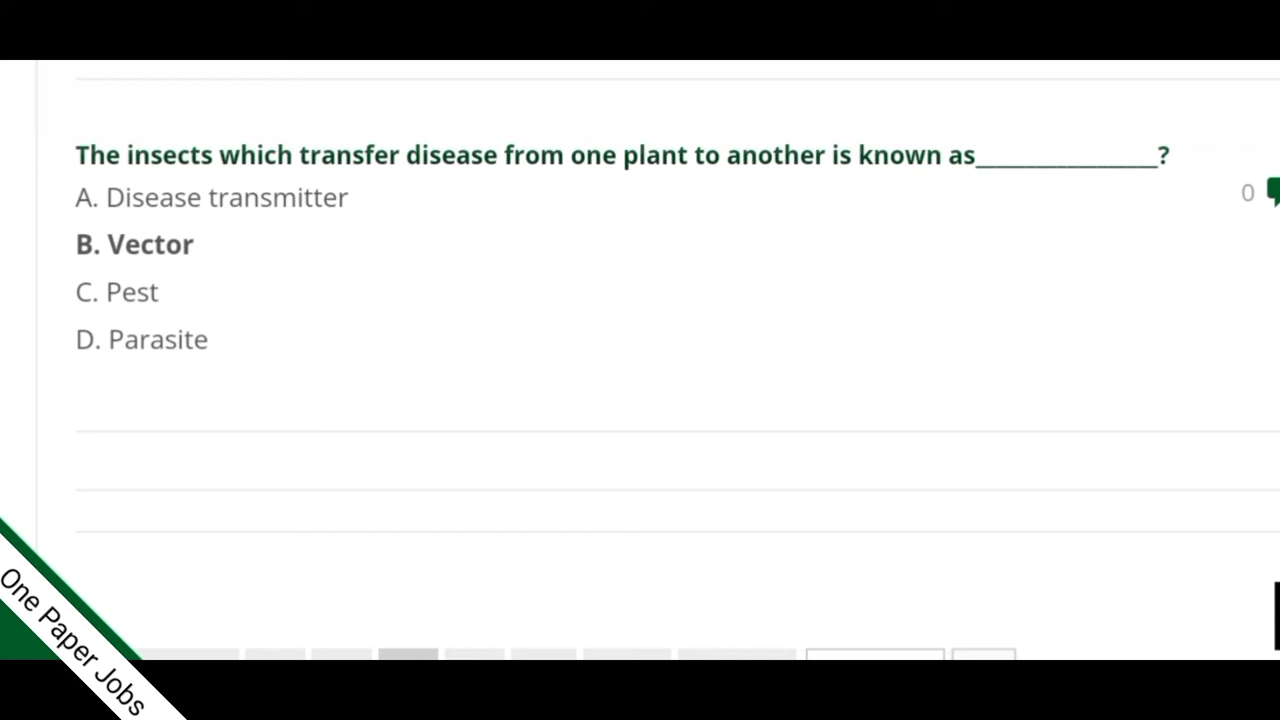 The insects which transfer disease from one plant to another is known as_______________?
A. Disease transmitter
0
B. Vector
C. Pest
D. Parasite
One Paper Jobs